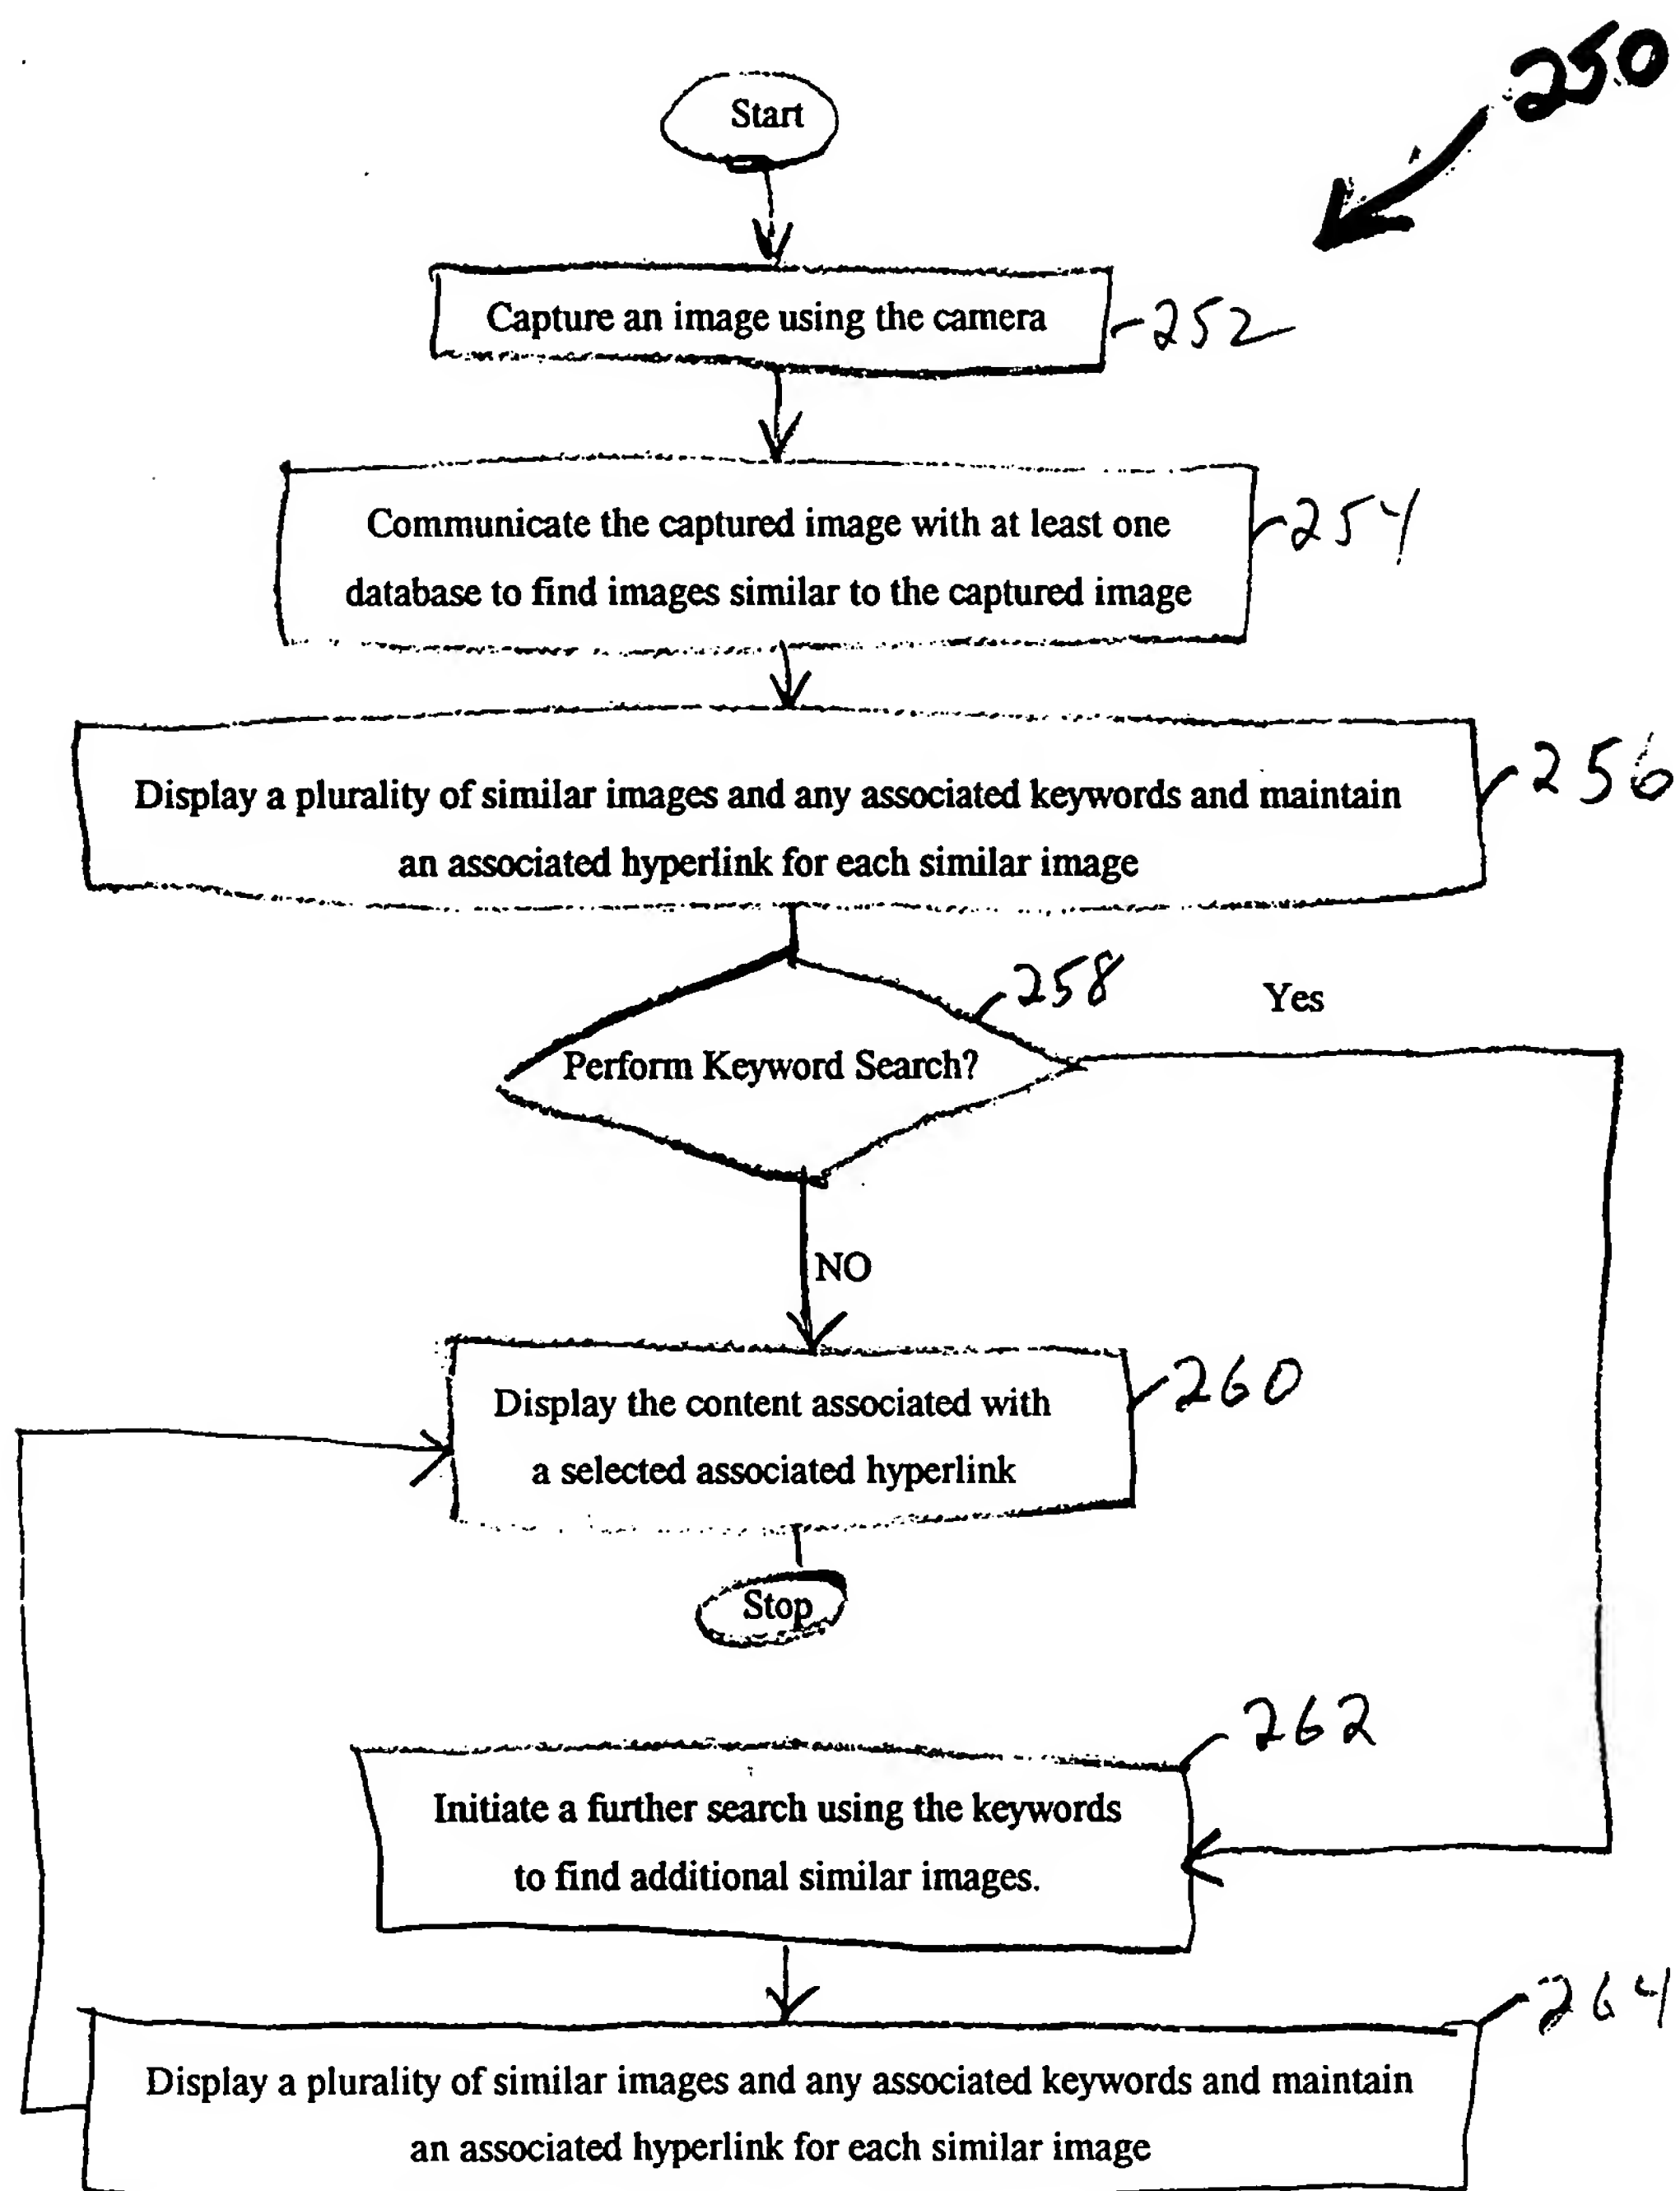 250
Start
Capture an image using the camera
252
Communicate the captured image with at least one
database to find images similar to the captured image
254
Display a plurality of similar images and any associated keywords and maintain
an associated hyperlink for each similar image
256
258
Yes
Perform Keyword Search?
NO
Display the content associated with
a selected associated hyperlink
260
Stop
262
Initiate a further search using the keywords
to find additional similar images.
264
Display a plurality of similar images and any associated keywords and maintain
an associated hyperlink for each similar image